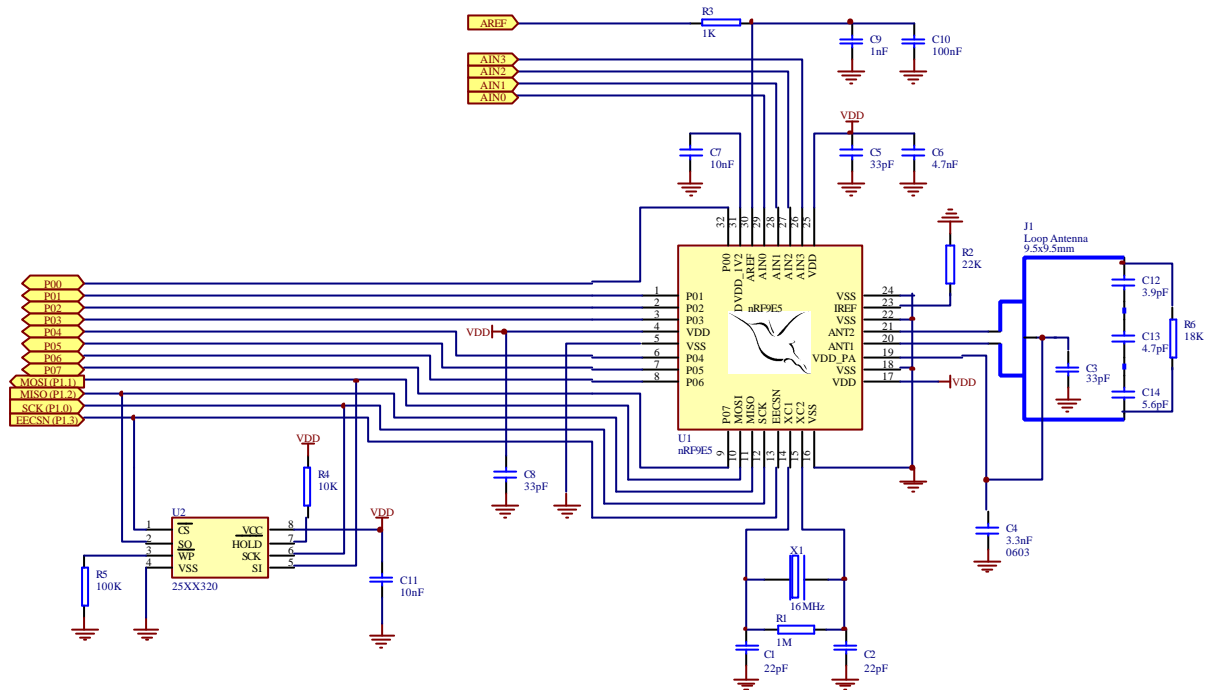 AREF
R3
1K
C9
1nF
C10
100nF
AIN3
AIN2
AIN1
AIN0
VDD
C7
10nF
C5
33pF
C6
4.7nF
32
31
30
29
28
27
26
25
P00
DVDD_1V2
AREF
AIN0
AIN1
AIN2
AIN3
VDD
R2
22K
J1
Loop Antenna
9.5x9.5mm
C12
3.9pF
C13
4.7pF
C14
5.6pF
R6
18K
C3
33pF
P00
P01
P02
P03
P04
P05
P06
P07
MOSI (P1.1)
MISO (P1.2)
SCK (P1.0)
EECSN (P1.3)
VDD
1
2
3
4
5
6
7
8
P01
P02
P03
VDD
VSS
P04
P05
P06
nRF9E5
VSS
IREF
VSS
ANT2
ANT1
VDD_PA
VSS
VDD
24
23
22
21
20
19
18
17
VDD
P07
MOSI
MISO
SCK
EECSN
XC1
XC2
VSS
U1
nRF9E5
9
10
11
12
13
14
15
16
C8
33pF
VDD
R4
10K
VDD
U2
1
2
3
4
CS
SO
WP
VSS
VCC
HOLD
SCK
SI
8
7
6
5
25XX320
R5
100K
C11
10nF
C4
3.3nF
0603
X1
16MHz
R1
1M
C1
22pF
C2
22pF